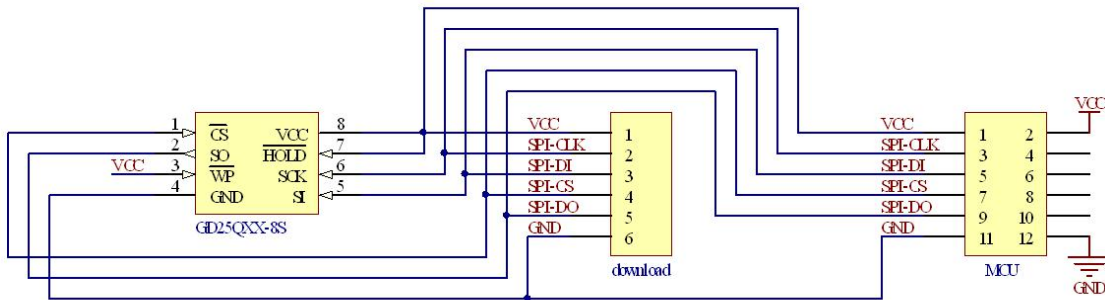 VCC
1 CS VCC 8
2 SO HOLD 7
VCC 3 WP SCK 6
4 GND SI 5
GD25QXX-8S
VCC 1
SPI-CLK 2
SPI-DI 3
SPI-CS 4
SPI-DO 5
GND 6
download
VCC 1 2
SPI-CLK 3 4
SPI-DI 5 6
SPI-CS 7 8
SPI-DO 9 10
GND 11 12
MCU
GND